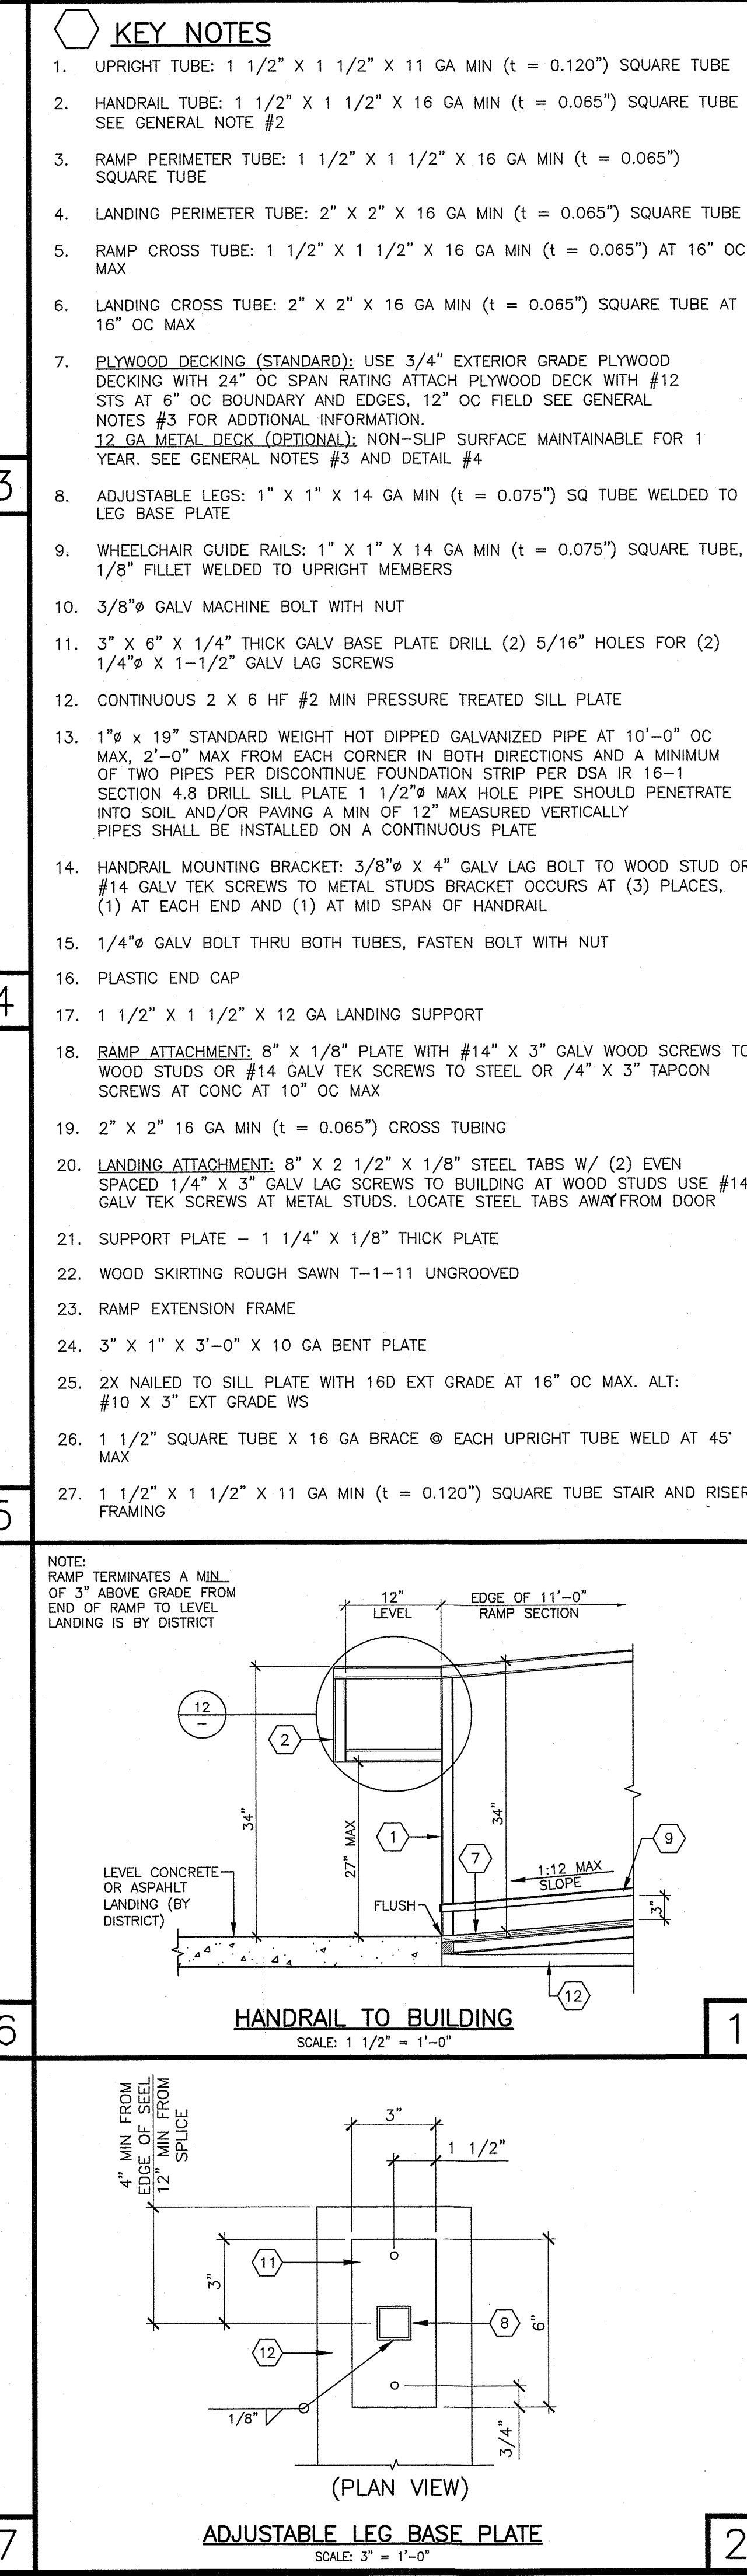 KEY NOTES
1. UPRIGHT TUBE: 1 1/2" X 1 1/2" X 11 GA MIN (t = 0.120") SQUARE TUBE
2. HANDRAIL TUBE: 1 1/2" X 1 1/2" X 16 GA MIN (t = 0.065") SQUARE TUBE
SEE GENERAL NOTE #2
3. RAMP PERIMETER TUBE: 1 1/2" X 1 1/2" X 16 GA MIN (t = 0.065")
SQUARE TUBE
4. LANDING PERIMETER TUBE: 2" X 2" X 16 GA MIN (t = 0.065") SQUARE TUBE
5. RAMP CROSS TUBE: 1 1/2" X 1 1/2" X 16 GA MIN (t = 0.065") AT 16" OC
MAX
6. LANDING CROSS TUBE: 2" X 2" X 16 GA MIN (t = 0.065") SQUARE TUBE AT
16" OC MAX
7. PLYWOOD DECKING (STANDARD): USE 3/4" EXTERIOR GRADE PLYWOOD
DECKING WITH 24" OC SPAN RATING ATTACH PLYWOOD DECK WITH #12
STS AT 6" OC BOUNDARY AND EDGES, 12" OC FIELD SEE GENERAL
NOTES #3 FOR ADDTIONAL INFORMATION.
12 GA METAL DECK (OPTIONAL): NON-SLIP SURFACE MAINTAINABLE FOR 1
YEAR. SEE GENERAL NOTES #3 AND DETAIL #4
3
8. ADJUSTABLE LEGS: 1" X 1" X 14 GA MIN (t = 0.075") SQ TUBE WELDED TO
LEG BASE PLATE
9. WHEELCHAIR GUIDE RAILS: 1" X 1" X 14 GA MIN (t = 0.075") SQUARE TUBE,
1/8" FILLET WELDED TO UPRIGHT MEMBERS
10. 3/8"ø GALV MACHINE BOLT WITH NUT
11. 3" X 6" X 1/4" THICK GALV BASE PLATE DRILL (2) 5/16" HOLES FOR (2)
1/4"ø X 1-1/2" GALV LAG SCREWS
12. CONTINUOUS 2 X 6 HF #2 MIN PRESSURE TREATED SILL PLATE
13. 1"ø x 19" STANDARD WEIGHT HOT DIPPED GALVANIZED PIPE AT 10'-0" OC
MAX, 2'-0" MAX FROM EACH CORNER IN BOTH DIRECTIONS AND A MINIMUM
OF TWO PIPES PER DISCONTINUE FOUNDATION STRIP PER DSA IR 16-1
SECTION 4.8 DRILL SILL PLATE 1 1/2"ø MAX HOLE PIPE SHOULD PENETRATE
INTO SOIL AND/OR PAVING A MIN OF 12" MEASURED VERTICALLY
PIPES SHALL BE INSTALLED ON A CONTINUOUS PLATE
14. HANDRAIL MOUNTING BRACKET: 3/8"ø X 4" GALV LAG BOLT TO WOOD STUD OR
#14 GALV TEK SCREWS TO METAL STUDS BRACKET OCCURS AT (3) PLACES,
(1) AT EACH END AND (1) AT MID SPAN OF HANDRAIL
15. 1/4"ø GALV BOLT THRU BOTH TUBES, FASTEN BOLT WITH NUT
16. PLASTIC END CAP
4
17. 1 1/2" X 1 1/2" X 12 GA LANDING SUPPORT
18. RAMP ATTACHMENT: 8" X 1/8" PLATE WITH #14" X 3" GALV WOOD SCREWS TO
WOOD STUDS OR #14 GALV TEK SCREWS TO STEEL OR /4" X 3" TAPCON
SCREWS AT CONC AT 10" OC MAX
19. 2" X 2" 16 GA MIN (t = 0.065") CROSS TUBING
20. LANDING ATTACHMENT: 8" X 2 1/2" X 1/8" STEEL TABS W/ (2) EVEN
SPACED 1/4" X 3" GALV LAG SCREWS TO BUILDING AT WOOD STUDS USE #14
GALV TEK SCREWS AT METAL STUDS. LOCATE STEEL TABS AWAY FROM DOOR
21. SUPPORT PLATE - 1 1/4" X 1/8" THICK PLATE
22. WOOD SKIRTING ROUGH SAWN T-1-11 UNGROOVED
23. RAMP EXTENSION FRAME
24. 3" X 1" X 3'-0" X 10 GA BENT PLATE
25. 2X NAILED TO SILL PLATE WITH 16D EXT GRADE AT 16" OC MAX. ALT:
#10 X 3" EXT GRADE WS
26. 1 1/2" SQUARE TUBE X 16 GA BRACE @ EACH UPRIGHT TUBE WELD AT 45°
MAX
27. 1 1/2" X 1 1/2" X 11 GA MIN (t = 0.120") SQUARE TUBE STAIR AND RISER
FRAMING
5
NOTE:
RAMP TERMINATES A MIN
OF 3" ABOVE GRADE FROM
END OF RAMP TO LEVEL
LANDING IS BY DISTRICT
12"
LEVEL
EDGE OF 11'-0"
RAMP SECTION
12
-
2
34"
27" MAX
34"
1
7
9
1:12 MAX
SLOPE
3"
LEVEL CONCRETE
OR ASPAHLT
LANDING (BY
DISTRICT)
FLUSH
12
HANDRAIL TO BUILDING
SCALE: 1 1/2" = 1'-0"
6
1
4" MIN FROM
EDGE OF SEEL
12" MIN FROM
SPLICE
3"
1 1/2"
11
3"
8
6"
12
1/8"
3/4"
(PLAN VIEW)
ADJUSTABLE LEG BASE PLATE
SCALE: 3" = 1'-0"
7
2